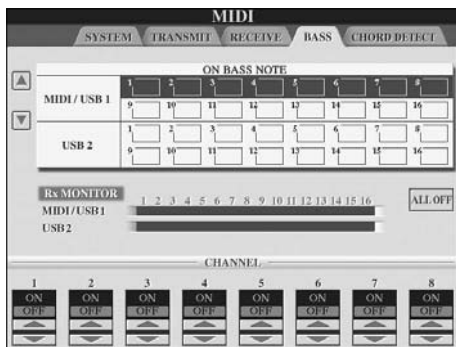 MIDI
SYSTEM TRANSMIT RECEIVE BASS CHORD DETECT
ON BASS NOTE
MIDI / USB 1
1 2 3 4 5 6 7 8
9 10 11 12 13 14 15 16
USB 2
1 2 3 4 5 6 7 8
9 10 11 12 13 14 15 16
Rx MONITOR
1 2 3 4 5 6 7 8 9 10 11 12 13 14 15 16
ALL OFF
MIDI/USB1
USB2
CHANNEL
1 2 3 4 5 6 7 8
ON ON ON ON ON ON ON ON
OFF OFF OFF OFF OFF OFF OFF OFF